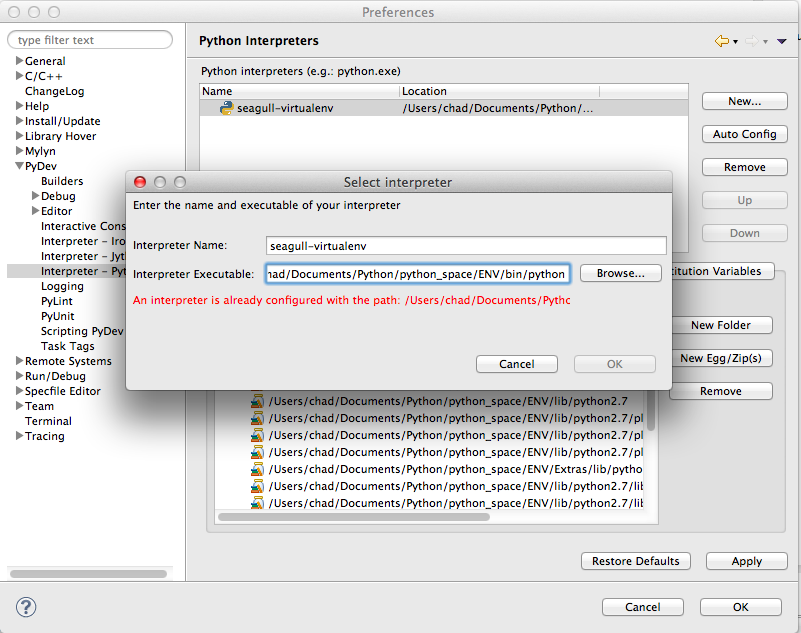 Preferences
type filter text
General
C/C++
ChangeLog
Help
Install/Update
Library Hover
Mylyn
PyDev
Builders
Debug
Editor
Interactive Cons
Interpreter - Iro
Interpreter - Jyt
Interpreter - Pyt
Logging
PyLint
PyUnit
Scripting PyDev
Task Tags
Remote Systems
Run/Debug
Specfile Editor
Team
Terminal
Tracing
Python Interpreters
Python interpreters (e.g.: python.exe)
Name Location
seagull-virtualenv /Users/chad/Documents/Python/...
New...
Auto Config
Remove
Up
Down
Select interpreter
Enter the name and executable of your interpreter
Interpreter Name: seagull-virtualenv
Interpreter Executable: had/Documents/Python/python_space/ENV/bin/python Browse...
An interpreter is already configured with the path: /Users/chad/Documents/Pythc
Cancel OK
titution Variables
New Folder
New Egg/Zip(s)
Remove
/Users/chad/Documents/Python/python_space/ENV/lib/python2.7
/Users/chad/Documents/Python/python_space/ENV/lib/python2.7/pl
/Users/chad/Documents/Python/python_space/ENV/lib/python2.7/pl
/Users/chad/Documents/Python/python_space/ENV/lib/python2.7/pl
/Users/chad/Documents/Python/python_space/ENV/Extras/lib/pytho
/Users/chad/Documents/Python/python_space/ENV/lib/python2.7/lib
/Users/chad/Documents/Python/python_space/ENV/lib/python2.7/lib
Restore Defaults Apply
? Cancel OK